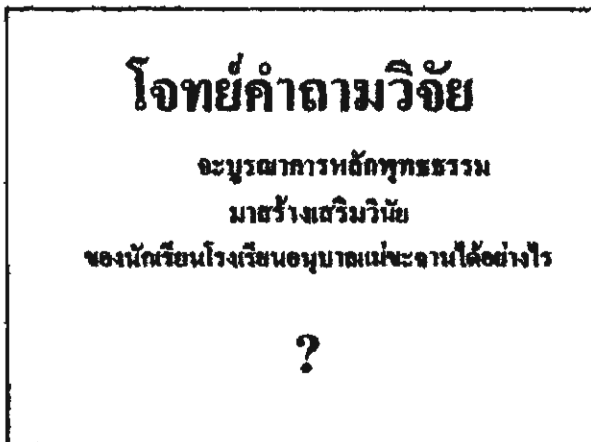 โจทย์คำถามวิจัย
จะบูรณาการหลักพุทธธรรม
มาสร้างเสริมวินัย
ของนักเรียนโรงเรียนอนุบาลแม่ขะจานได้อย่างไร
?